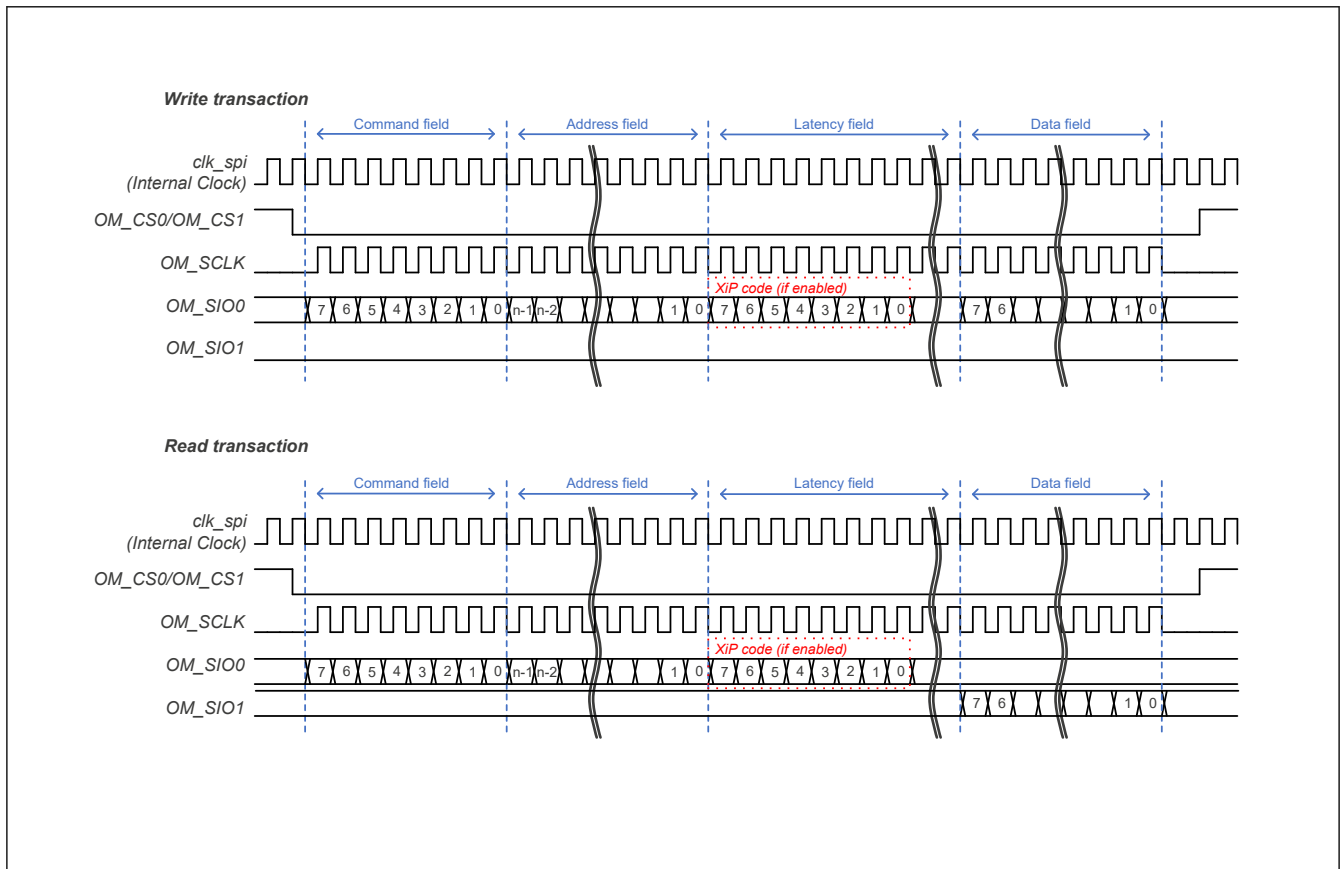 Write transaction
Command field Address field Latency field Data field
clk_spi
(Internal Clock)
OM_CS0/OM_CS1
OM_SCLK
XiP code (if enabled)
OM_SIO0 7 6 5 4 3 2 1 0 n-1 n-2 1 0 7 6 5 4 3 2 1 0 7 6 1 0
OM_SIO1
Read transaction
Command field Address field Latency field Data field
clk_spi
(Internal Clock)
OM_CS0/OM_CS1
OM_SCLK
XiP code (if enabled)
OM_SIO0 7 6 5 4 3 2 1 0 n-1 n-2 1 0 7 6 5 4 3 2 1 0
OM_SIO1 7 6 1 0